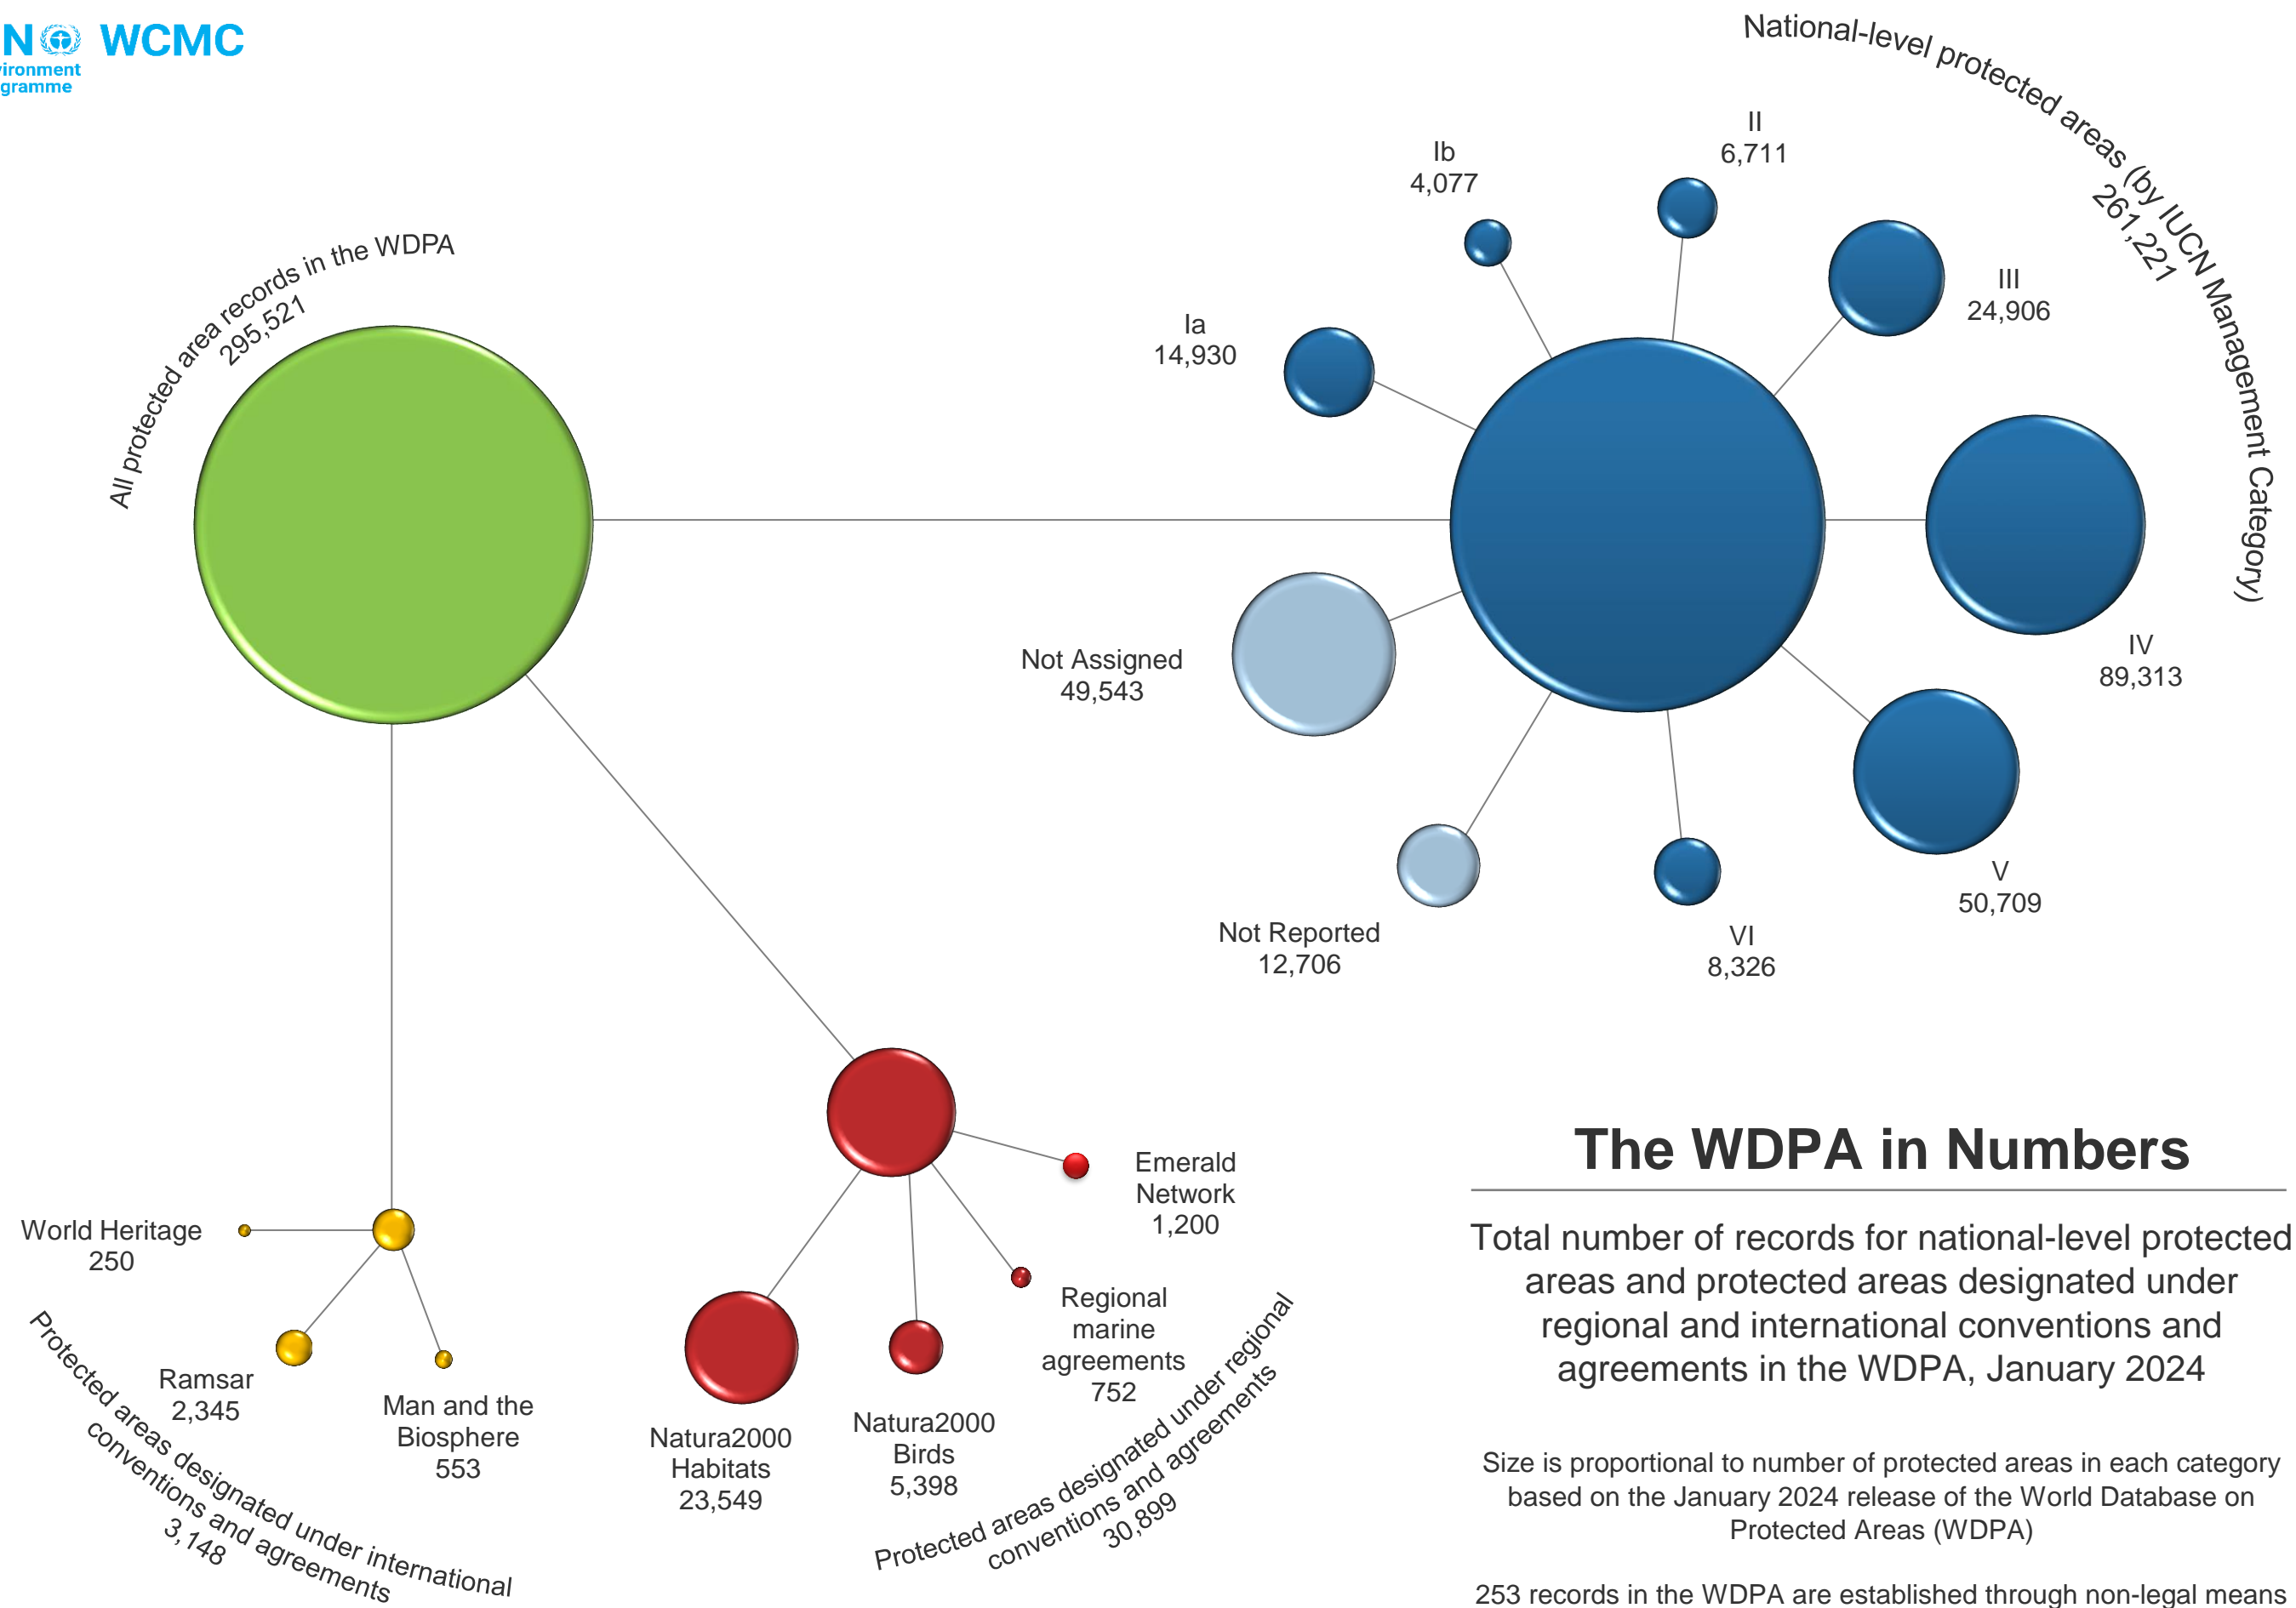 N WCMC
National-level protected areas (by IUCN Management Category)
261,221
All protected area records in the WDPA
295,521
Ib
4,077
II
6,711
III
24,906
Ia
14,930
IV
89,313
Not Assigned
49,543
V
50,709
Not Reported
12,706
VI
8,326
World Heritage
250
Ramsar
2,345
Man and the
Biosphere
553
Protected areas designated under international
conventions and agreements
3,148
Emerald
Network
1,200
Regional
marine
agreements
752
Natura2000
Birds
5,398
Natura2000
Habitats
23,549
Protected areas designated under regional
conventions and agreements
30,899
The WDPA in Numbers
Total number of records for national-level protected
areas and protected areas designated under
regional and international conventions and
agreements in the WDPA, January 2024
Size is proportional to number of protected areas in each category
based on the January 2024 release of the World Database on
Protected Areas (WDPA)
253 records in the WDPA are established through non-legal means